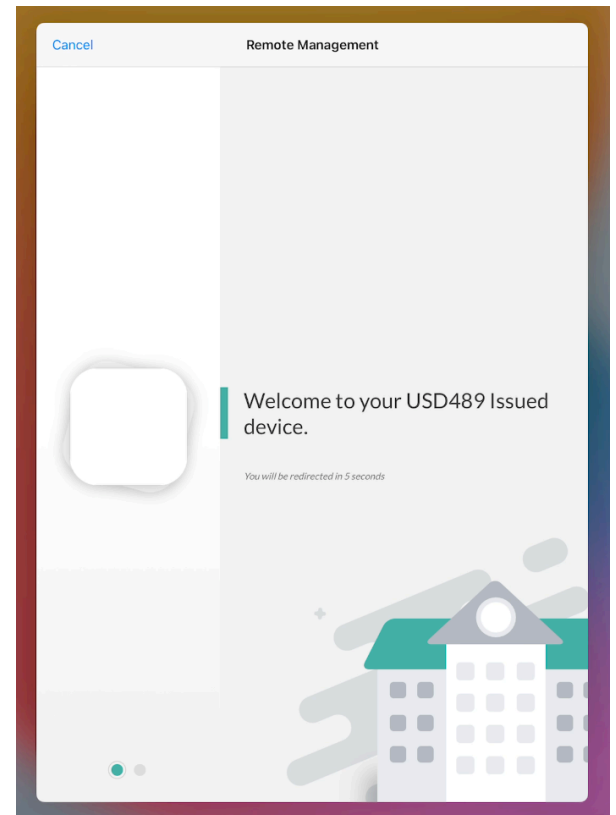 Cancel
Remote Management
Welcome to your USD489 Issued
device.
You will be redirected in 5 seconds